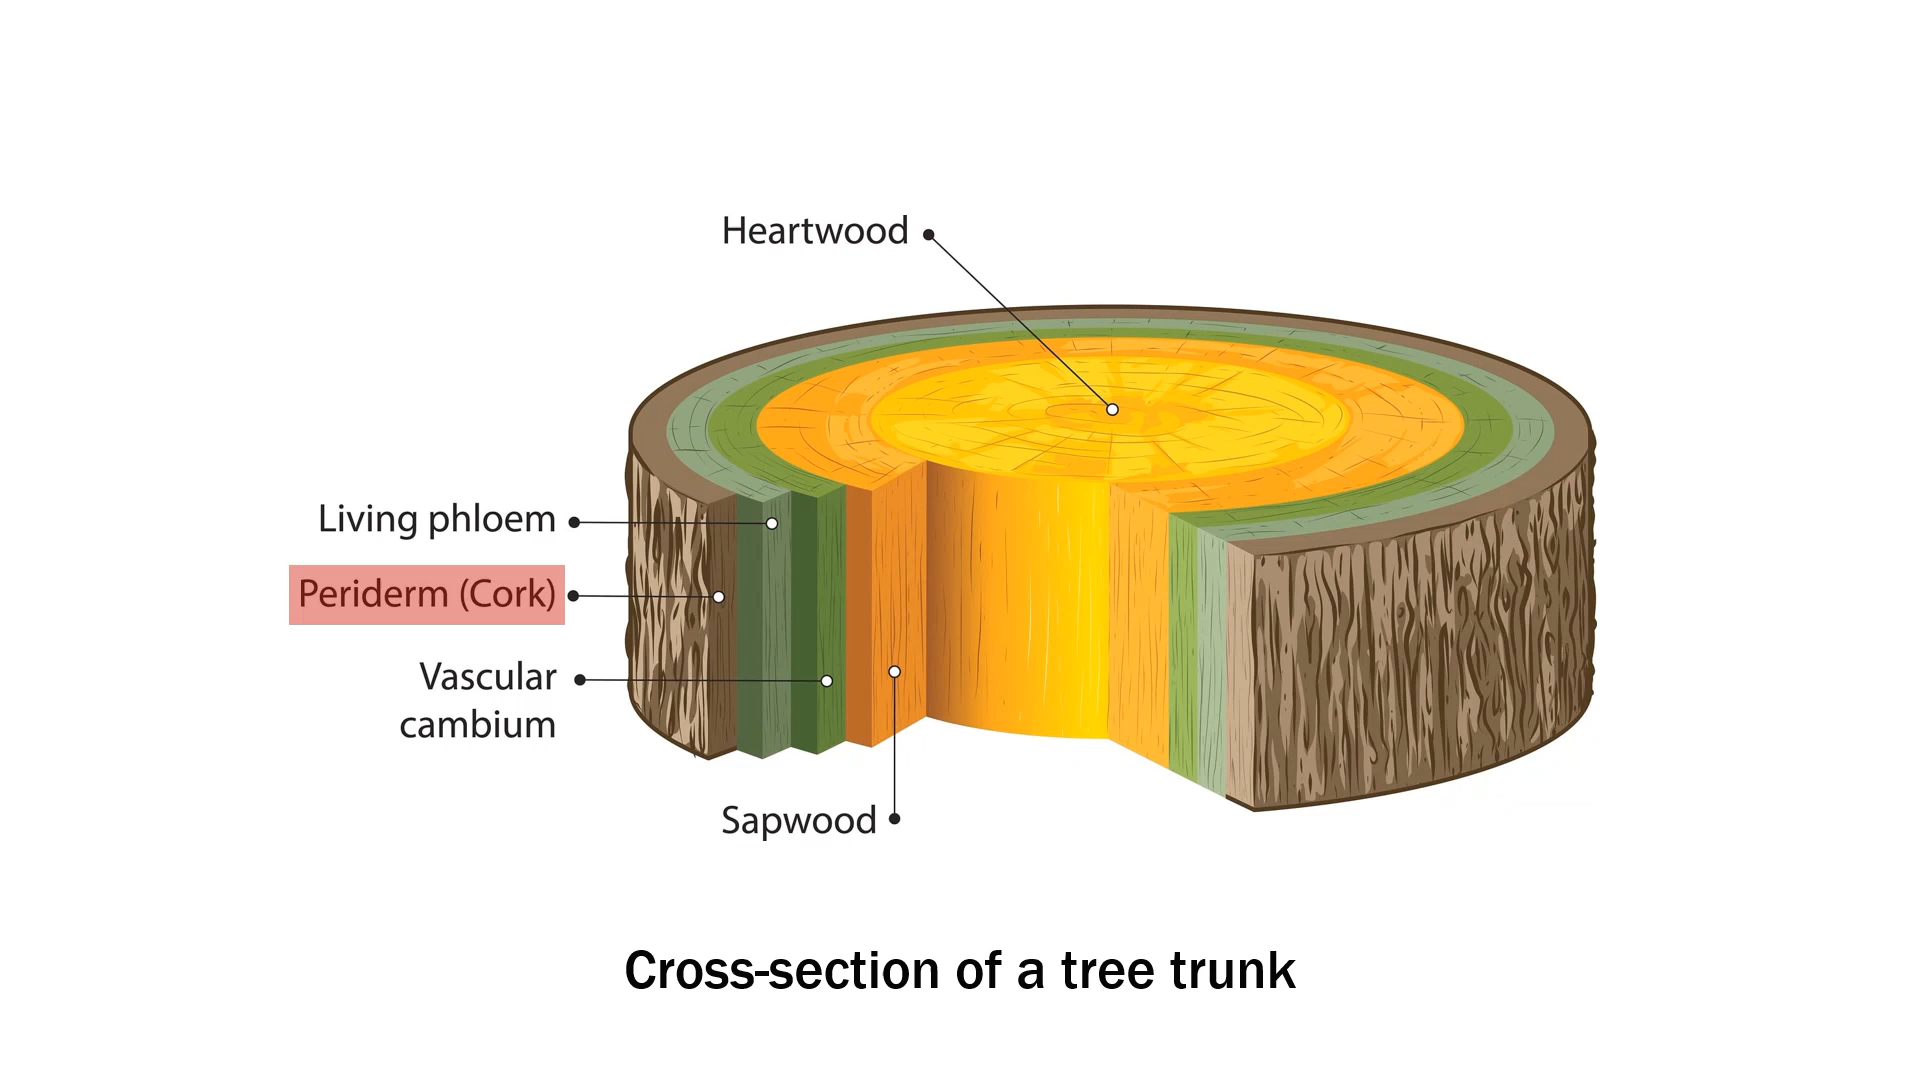 Heartwood
Living phloem
Periderm (Cork)
Vascular
cambium
Sapwood
Cross-section of a tree trunk